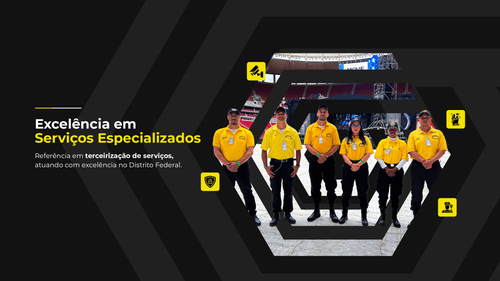 Excelência em
Serviços Especializados
Referência em terceirização de serviços,
atuando com excelência no Distrito Federal.